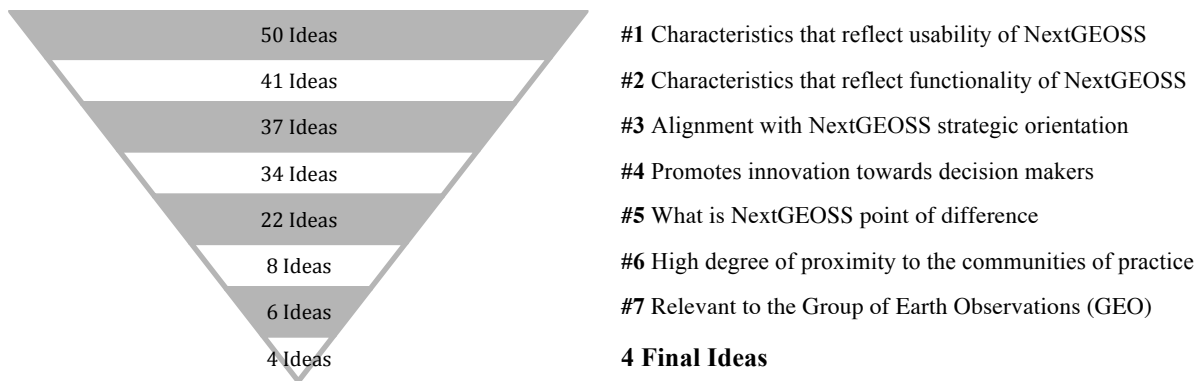 50 Ideas #1 Characteristics that reflect usability of NextGEOSS
41 Ideas #2 Characteristics that reflect functionality of NextGEOSS
37 Ideas #3 Alignment with NextGEOSS strategic orientation
34 Ideas #4 Promotes innovation towards decision makers
22 Ideas #5 What is NextGEOSS point of difference
8 Ideas #6 High degree of proximity to the communities of practice
6 Ideas #7 Relevant to the Group of Earth Observations (GEO)
4 Ideas 4 Final Ideas